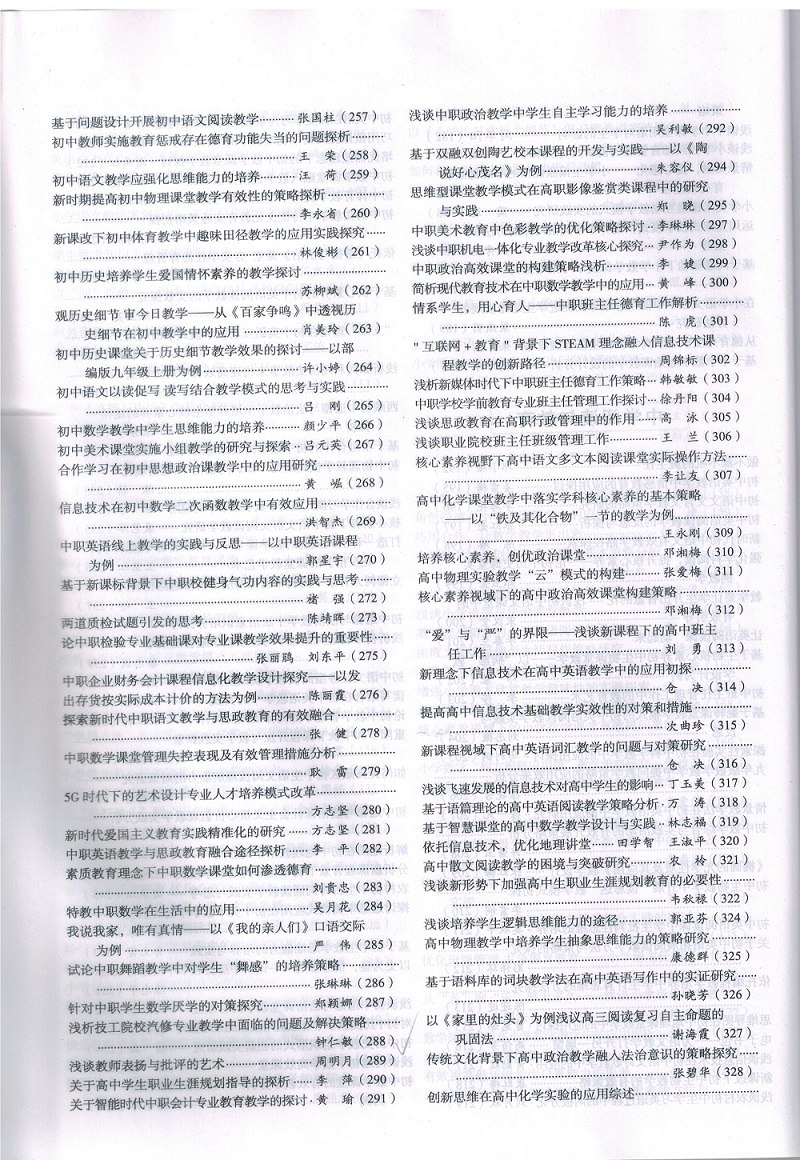 基于问题设计开展初中语文阅读教学………… 张国柱（257）
初中教师实施教育惩戒存在德育功能失当的问题探析………
……………………………………… 王　荣（258）
初中语文教学应强化思维能力的培养………… 汪　荷（259）
新时期提高初中物理课堂教学有效性的策略探析…………
……………………………………… 李永省（260）
新课改下初中体育教学中趣味田径教学的应用实践探究……
……………………………………… 林俊彬（261）
初中历史培养学生爱国情怀素养的教学探讨………………
……………………………………… 苏柳斌（262）
观历史细节 审今日教学——从《百家争鸣》中透视历
史细节在初中教学中的应用 ………… 肖美玲（263）
初中历史课堂关于历史细节教学效果的探讨——以部
编版九年级上册为例………………… 许小婷（264）
初中语文以读促写 读写结合教学模式的思考与实践………
……………………………………… 吕　刚（265）
初中数学教学中学生思维能力的培养………… 颜少平（266）
初中美术课堂实施小组教学的研究与探索…… 吕元英（267）
合作学习在初中思想政治课教学中的应用研究……………
……………………………………… 黄　崛（268）
信息技术在初中数学二次函数教学中有效应用……………
……………………………………… 洪智杰（269）
中职英语线上教学的实践与反思——以中职英语课程
为例………………………………… 郭星宇（270）
基于新课标背景下中职校健身气功内容的实践与思考………
……………………………………… 褚　强（272）
两道质检试题引发的思考…………………… 陈靖晖（273）
论中职检验专业基础课对专业课教学效果提升的重要性……
………………………… 张丽鸥　刘东平（275）
中职企业财务会计课程信息化教学设计探究——以发
出存货按实际成本计价的方法为例…… 陈丽霞（276）
探索新时代中职语文教学与思政教育的有效融合…………
……………………………………… 张　健（278）
中职数学课堂管理失控表现及有效管理措施分析…………
……………………………………… 耿　雷（279）
5G 时代下的艺术设计专业人才培养模式改革………………
……………………………………… 方志坚（280）
新时代爱国主义教育实践精准化的研究…… 方志坚（281）
中职英语教学与思政教育融合途径探析…… 李　平（282）
素质教育理念下中职数学课堂如何渗透德育………………
……………………………………… 刘贵忠（283）
特教中职数学在生活中的应用……………… 吴月花（284）
我说我家，唯有真情——以《我的亲人们》口语交际
为例………………………………… 严　伟（285）
试论中职舞蹈教学中对学生“舞感”的培养策略…………
……………………………………… 张琳琳（286）
针对中职学生数学厌学的对策探究………… 郑颖娜（287）
浅析技工院校汽修专业教学中面临的问题及解决策略………
……………………………………… 钟仁敏（288）
浅谈教师表扬与批评的艺术………………… 周明月（289）
关于高中学生职业生涯规划指导的探析…… 李　萍（290）
关于智能时代中职会计专业教育教学的探讨· 黄　瑜（291）
浅谈中职政治教学中学生自主学习能力的培养……………
……………………………………… 吴利敏（292）
基于双融双创陶艺校本课程的开发与实践——以《陶
说好心茂名》为例………………… 朱容仪（294）
思维型课堂教学模式在高职影像鉴赏类课程中的研究
与实践……………………………… 郑　晓（295）
中职美术教育中色彩教学的优化策略探讨·· 李琳琳（297）
浅谈中职机电一体化专业教学改革核心探究·· 尹作为（298）
中职政治高效课堂的构建策略浅析………… 李　婕（299）
简析现代教育技术在中职数学教学中的应用… 黄　峰（300）
情系学生，用心育人——中职班主任德育工作解析………
……………………………………… 陈　虎（301）
"互联网 + 教育 " 背景下 STEAM 理念融入信息技术课
程教学的创新路径………………… 周锦标（302）
浅析新媒体时代下中职班主任德育工作策略·· 韩敏敏（303）
中职学校学前教育专业班主任管理工作探讨·· 徐丹阳（304）
浅谈思政教育在高职行政管理中的作用…… 高　冰（305）
浅谈职业院校班主任班级管理工作………… 王　兰（306）
核心素养视野下高中语文多文本阅读课堂实际操作方法……
……………………………………… 李让友（307）
高中化学课堂教学中落实学科核心素养的基本策略
——以“铁及其化合物”一节的教学为例…………
……………………………………… 王永刚（309）
培养核心素养，创优政治课堂……………… 邓湘梅（310）
高中物理实验教学“云”模式的构建……… 张爱梅（311）
核心素养视域下的高中政治高效课堂构建策略……………
……………………………………… 邓湘梅（312）
“爱”与“严”的界限——浅谈新课程下的高中班主
任工作……………………………… 刘　勇（313）
新理念下信息技术在高中英语教学中的应用初探…………
……………………………………… 仓　决（314）
提高高中信息技术基础教学实效性的对策和措施…………
……………………………………… 次曲珍（315）
新课程视域下高中英语词汇教学的问题与对策研究………
……………………………………… 仓　决（316）
浅谈飞速发展的信息技术对高中学生的影响·· 丁玉美（317）
基于语篇理论的高中英语阅读教学策略分析· 万　涛（318）
基于智慧课堂的高中数学教学设计与实践·· 林志福（319）
依托信息技术，优化地理讲堂…… 田学智　王淑平（320）
高中散文阅读教学的困境与突破研究……… 农　柃（321）
浅谈新形势下加强高中生职业生涯规划教育的必要性………
……………………………………… 韦秋禄（322）
浅谈培养学生逻辑思维能力的途径………… 郭亚芬（324）
高中物理教学中培养学生抽象思维能力的策略研究………
……………………………………… 康德群（325）
基于语料库的词块教学法在高中英语写作中的实证研究……
……………………………………… 孙晓芳（326）
以《家里的灶头》为例浅议高三阅读复习自主命题的
巩固法……………………………… 谢海霞（327）
传统文化背景下高中政治教学融入法治意识的策略探究……
……………………………………… 张碧华（328）
创新思维在高中化学实验的应用综述………………………